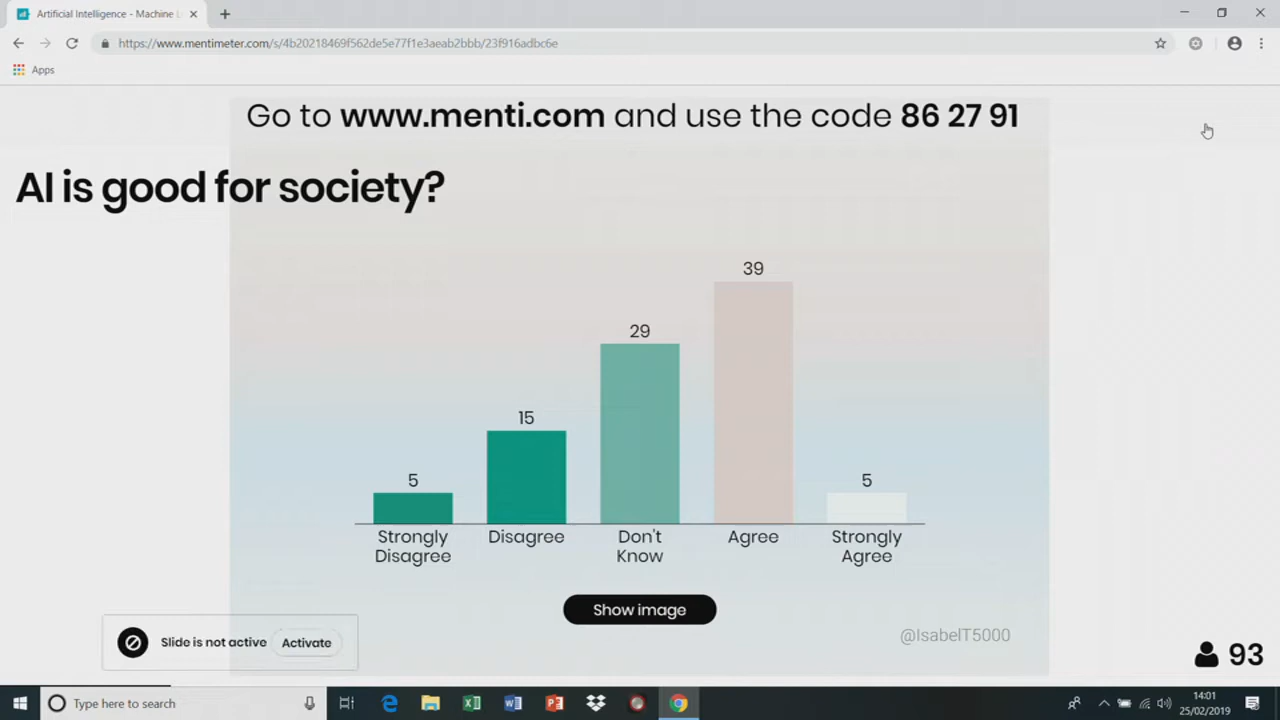 Artificial Intelligence - Machine L
https://www.mentimeter.com/s/4b20218469f562de5e77f1e3aeab2bbb/23f916adbc6e
Apps
Go to www.menti.com and use the code 86 27 91
AI is good for society?
39
29
15
5
5
Strongly Disagree
Disagree
Don't Know
Agree
Strongly Agree
Show image
Slide is not active
Activate
@IsabelT5000
93
Type here to search
14:01
25/02/2019